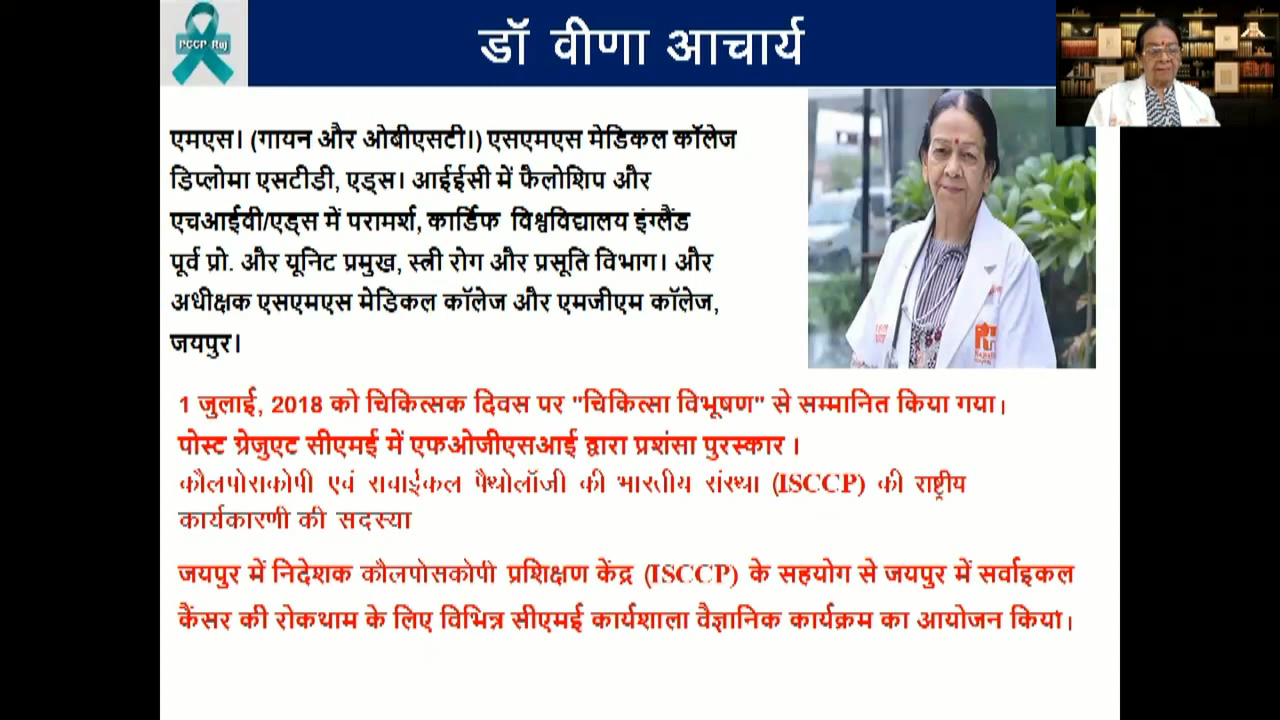 PCCP Raj
डॉ वीणा आचार्य
एमएस। (गायन और ओबीएसटी।) एसएमएस मेडिकल कॉलेज
डिप्लोमा एसटीडी, एड्स। आईईसी में फैलोशिप और
एचआईवी/एड्स में परामर्श, कार्डिफ विश्वविद्यालय इंग्लैंड
पूर्व प्रो. और यूनिट प्रमुख, स्त्री रोग और प्रसूति विभाग। और
अधीक्षक एसएमएस मेडिकल कॉलेज और एमजीएम कॉलेज,
जयपुर।
1 जुलाई, 2018 को चिकित्सक दिवस पर "चिकित्सा विभूषण" से सम्मानित किया गया।
पोस्ट ग्रेजुएट सीएमई में एफओजीएसआई द्वारा प्रशंसा पुरस्कार ।
कौलपोसकोपी एवं सवाईकल पैथोलॉजी की भारतीय संस्था (ISCCP) की राष्ट्रीय
कार्यकारणी की सदस्या
जयपुर में निदेशक कौलपोसकोपी प्रशिक्षण केंद्र (ISCCP) के सहयोग से जयपुर में सर्वाइकल
कैंसर की रोकथाम के लिए विभिन्न सीएमई कार्यशाला वैज्ञानिक कार्यक्रम का आयोजन किया।